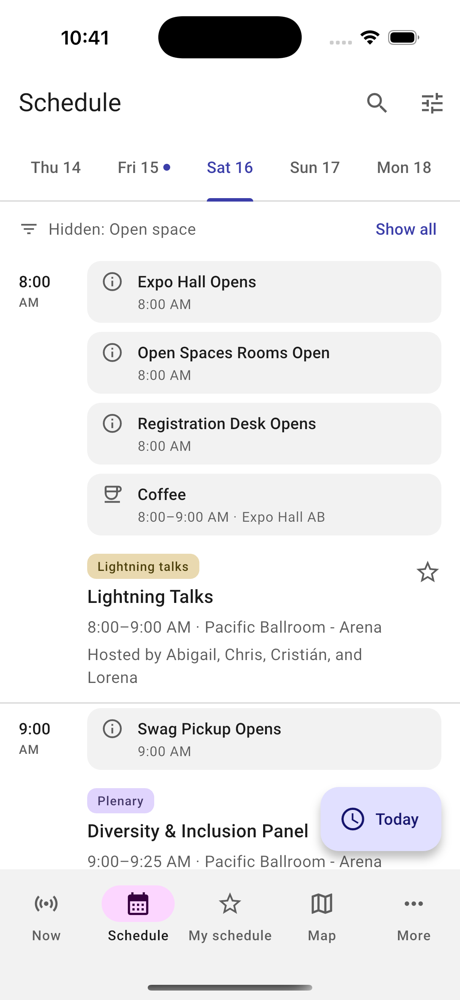 10:41
Schedule
Thu 14
Fri 15
Sat 16
Sun 17
Mon 18
Hidden: Open space
Show all
8:00
AM
Expo Hall Opens
8:00 AM
Open Spaces Rooms Open
8:00 AM
Registration Desk Opens
8:00 AM
Coffee
8:00–9:00 AM · Expo Hall AB
Lightning talks
Lightning Talks
8:00–9:00 AM · Pacific Ballroom - Arena
Hosted by Abigail, Chris, Cristián, and
Lorena
9:00
AM
Swag Pickup Opens
9:00 AM
Plenary
Diversity & Inclusion Panel
9:00–9:25 AM · Pacific Ballroom - Arena
Today
Now
Schedule
My schedule
Map
More